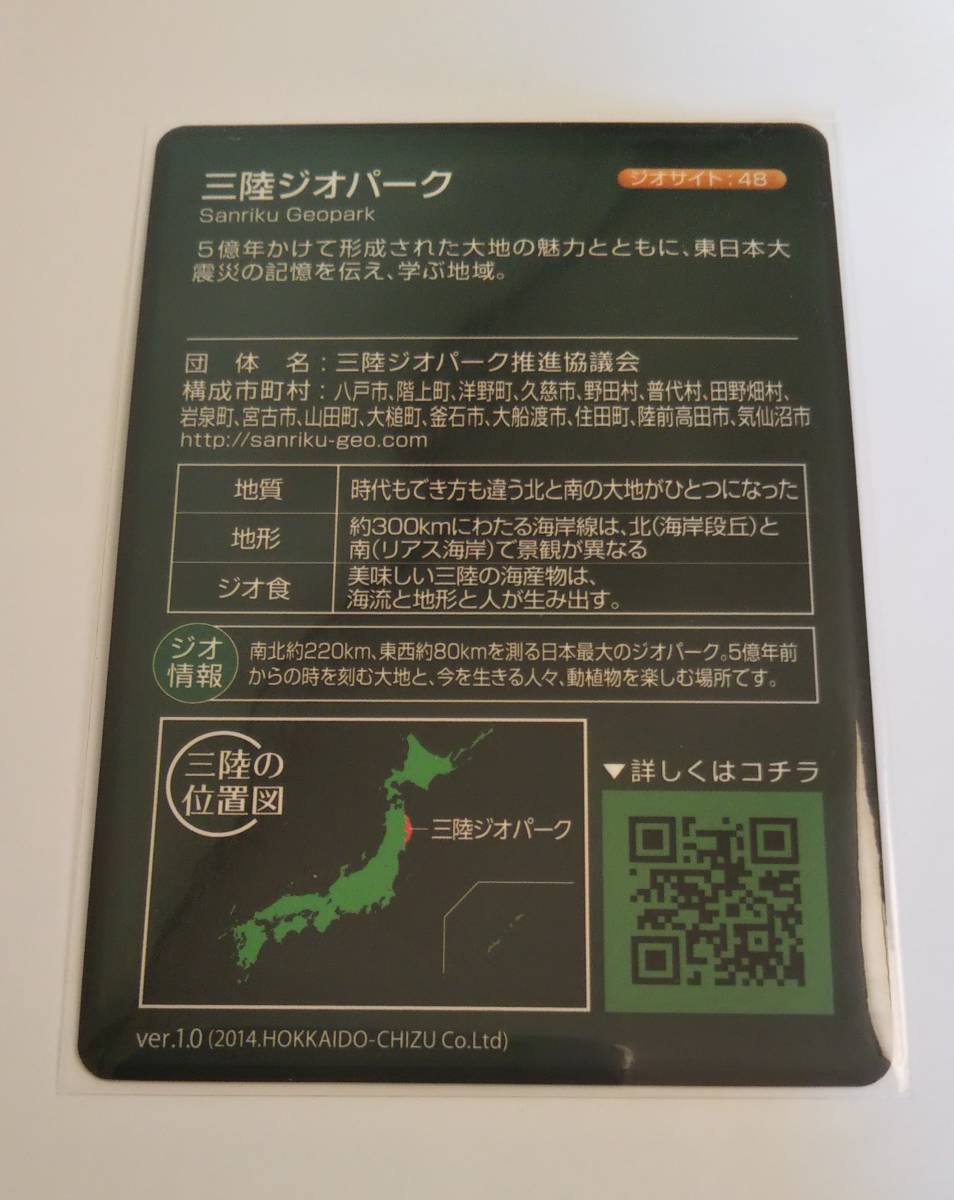 三陸ジオパーク
ジオサイト:48
Sanriku Geopark
5億年かけて形成された大地の魅力とともに、東日本大
震災の記憶を伝え、学ぶ地域。
団体名:三陸ジオパーク推進協議会
構成市町村:八戸市、階上町、洋野町、久慈市、野田村、普代村、田野畑村、
岩泉町、宮古市、山田町、大槌町、釜石市、大船渡市、住田町、陸前高田市、気仙沼市
http://sanriku-geo.com
地質 時代もでき方も違う北と南の大地がひとつになった
地形 約300kmにわたる海岸線は、北(海岸段丘)と
南(リアス海岸)で景観が異なる
ジオ食 美味しい三陸の海産物は、
海流と地形と人が生み出す。
ジオ
情報
南北約220km、東西約80kmを測る日本最大のジオパーク。5億年前
からの時を刻む大地と、今を生きる人々、動植物を楽しむ場所です。
三陸の
位置図
三陸ジオパーク
▼詳しくはコチラ
ver.1.0 (2014.HOKKAIDO-CHIZU Co.Ltd)